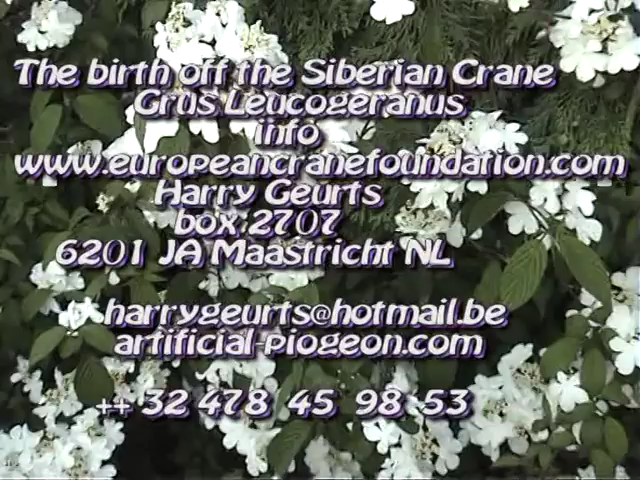 The birth off the Siberian Crane
Grus Leucogeranus
info
www.europeancranefoundation.com
Harry Geurts
box 2707
6201 JA Maastricht NL
harrygeurts@hotmail.be
artificial-piogeon.com
++ 32 478 45 98 53